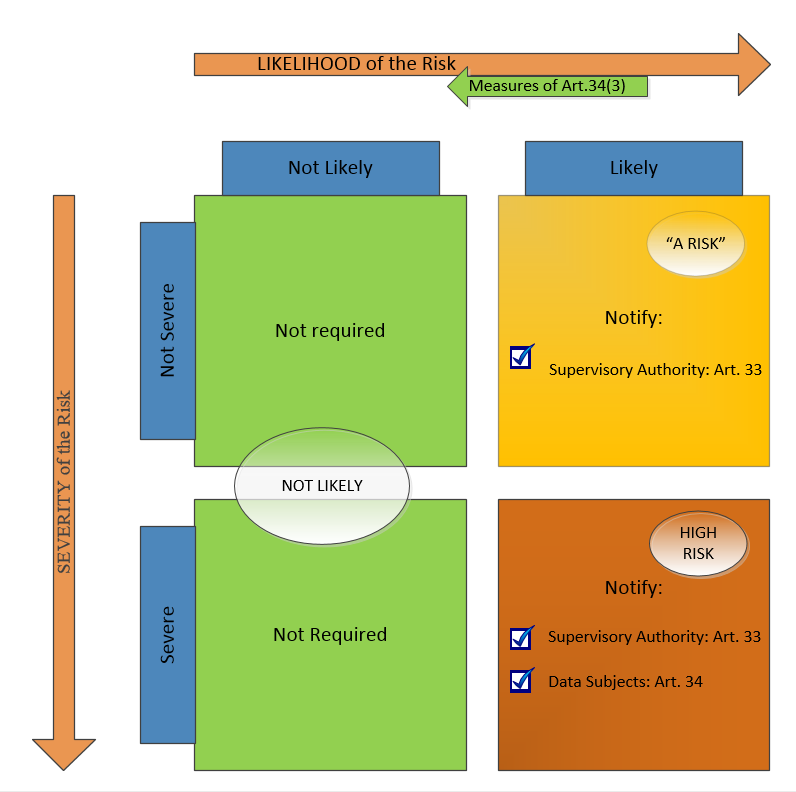 LIKELIHOOD of the Risk
Measures of Art.34(3)
Not Likely
Likely
SEVERITY of the Risk
Not Severe
Not required
“A RISK”
Notify:
Supervisory Authority: Art. 33
NOT LIKELY
Severe
Not Required
HIGH
RISK
Notify:
Supervisory Authority: Art. 33
Data Subjects: Art. 34